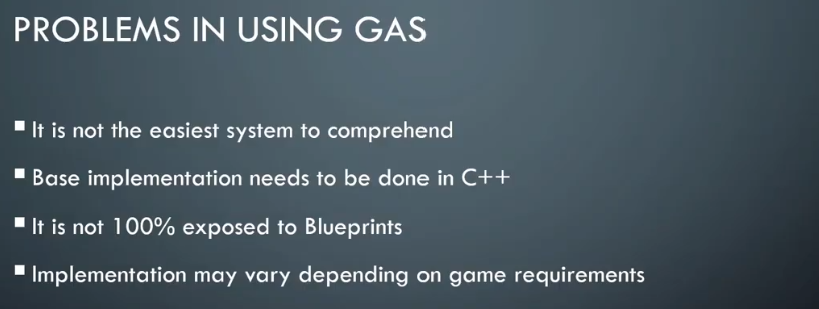 PROBLEMS IN USING GAS
▪ It is not the easiest system to comprehend
▪ Base implementation needs to be done in C++
▪ It is not 100% exposed to Blueprints
▪ Implementation may vary depending on game requirements